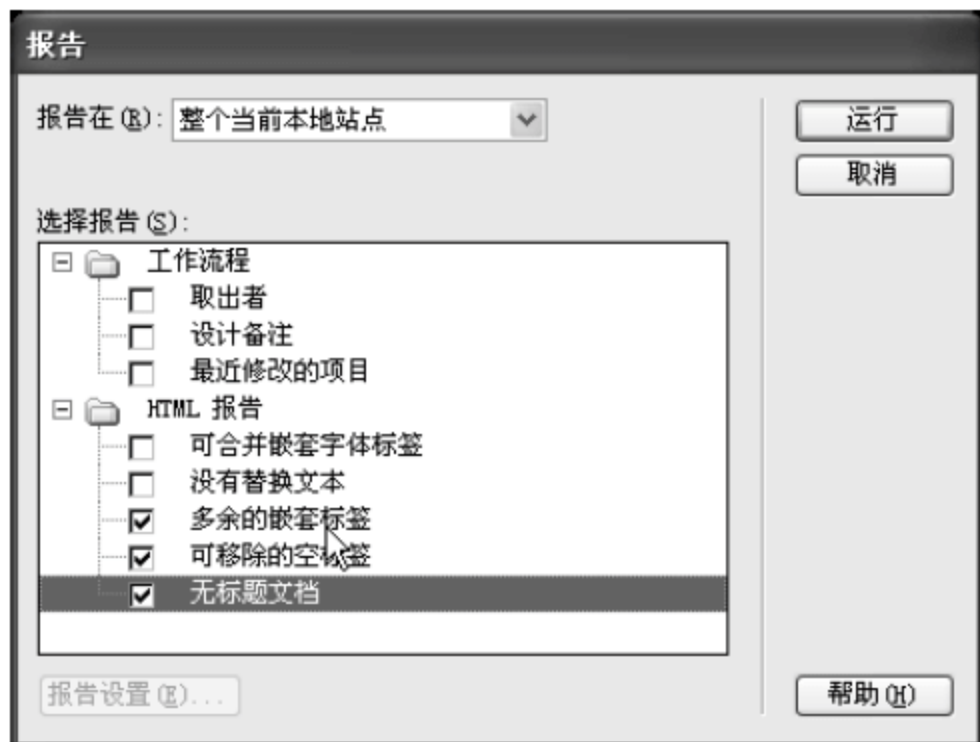 报告
报告在(R): 整个当前本地站点
运行
取消
选择报告(S):
工作流程
取出者
设计备注
最近修改的项目
HTML 报告
可合并嵌套字体标签
没有替换文本
多余的嵌套标签
可移除的空标签
无标题文档
报告设置(E)...
帮助(H)